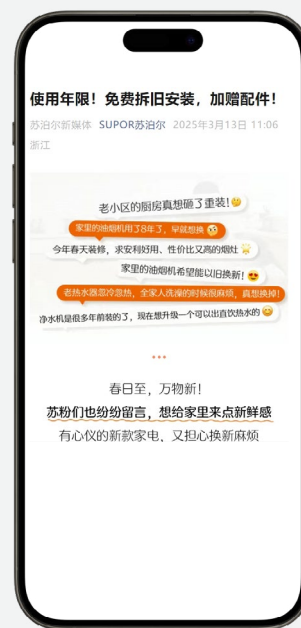 使用年限！免费拆旧安装，加赠配件！
苏泊尔新媒体 SUPOR苏泊尔 2025年3月13日 11:06
浙江
老小区的厨房真想砸了重装！
家里的油烟机用了8年了，早就想换
今年春天装修，求安利好用、性价比又高的烟灶
家里的油烟机希望能以旧换新！
老热水器忽冷忽热，全家人洗澡的时候很麻烦，真想换掉！
净水机是很多年前装的了，现在想升级一个可以出直饮热水的
春日至，万物新！
苏粉们也纷纷留言，想给家里来点新鲜感
有心仪的新款家电，又担心换新麻烦